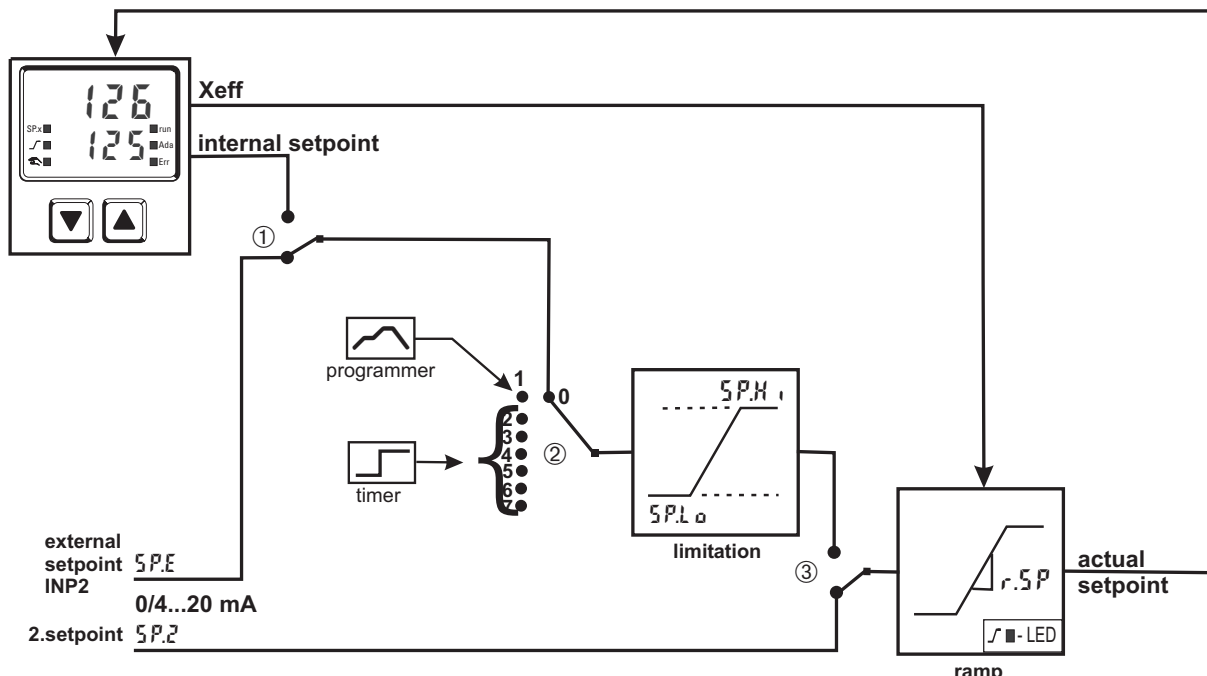 126
Xeff
SP.x
run
125
Ada
Err
internal setpoint
①
programmer
1
0
2
3
4
5
6
7
②
timer
SP.Hi
SP.Lo
limitation
external
setpoint SP.E
INP2
0/4...20 mA
2.setpoint SP.2
③
r.SP
- LED
ramp
actual
setpoint